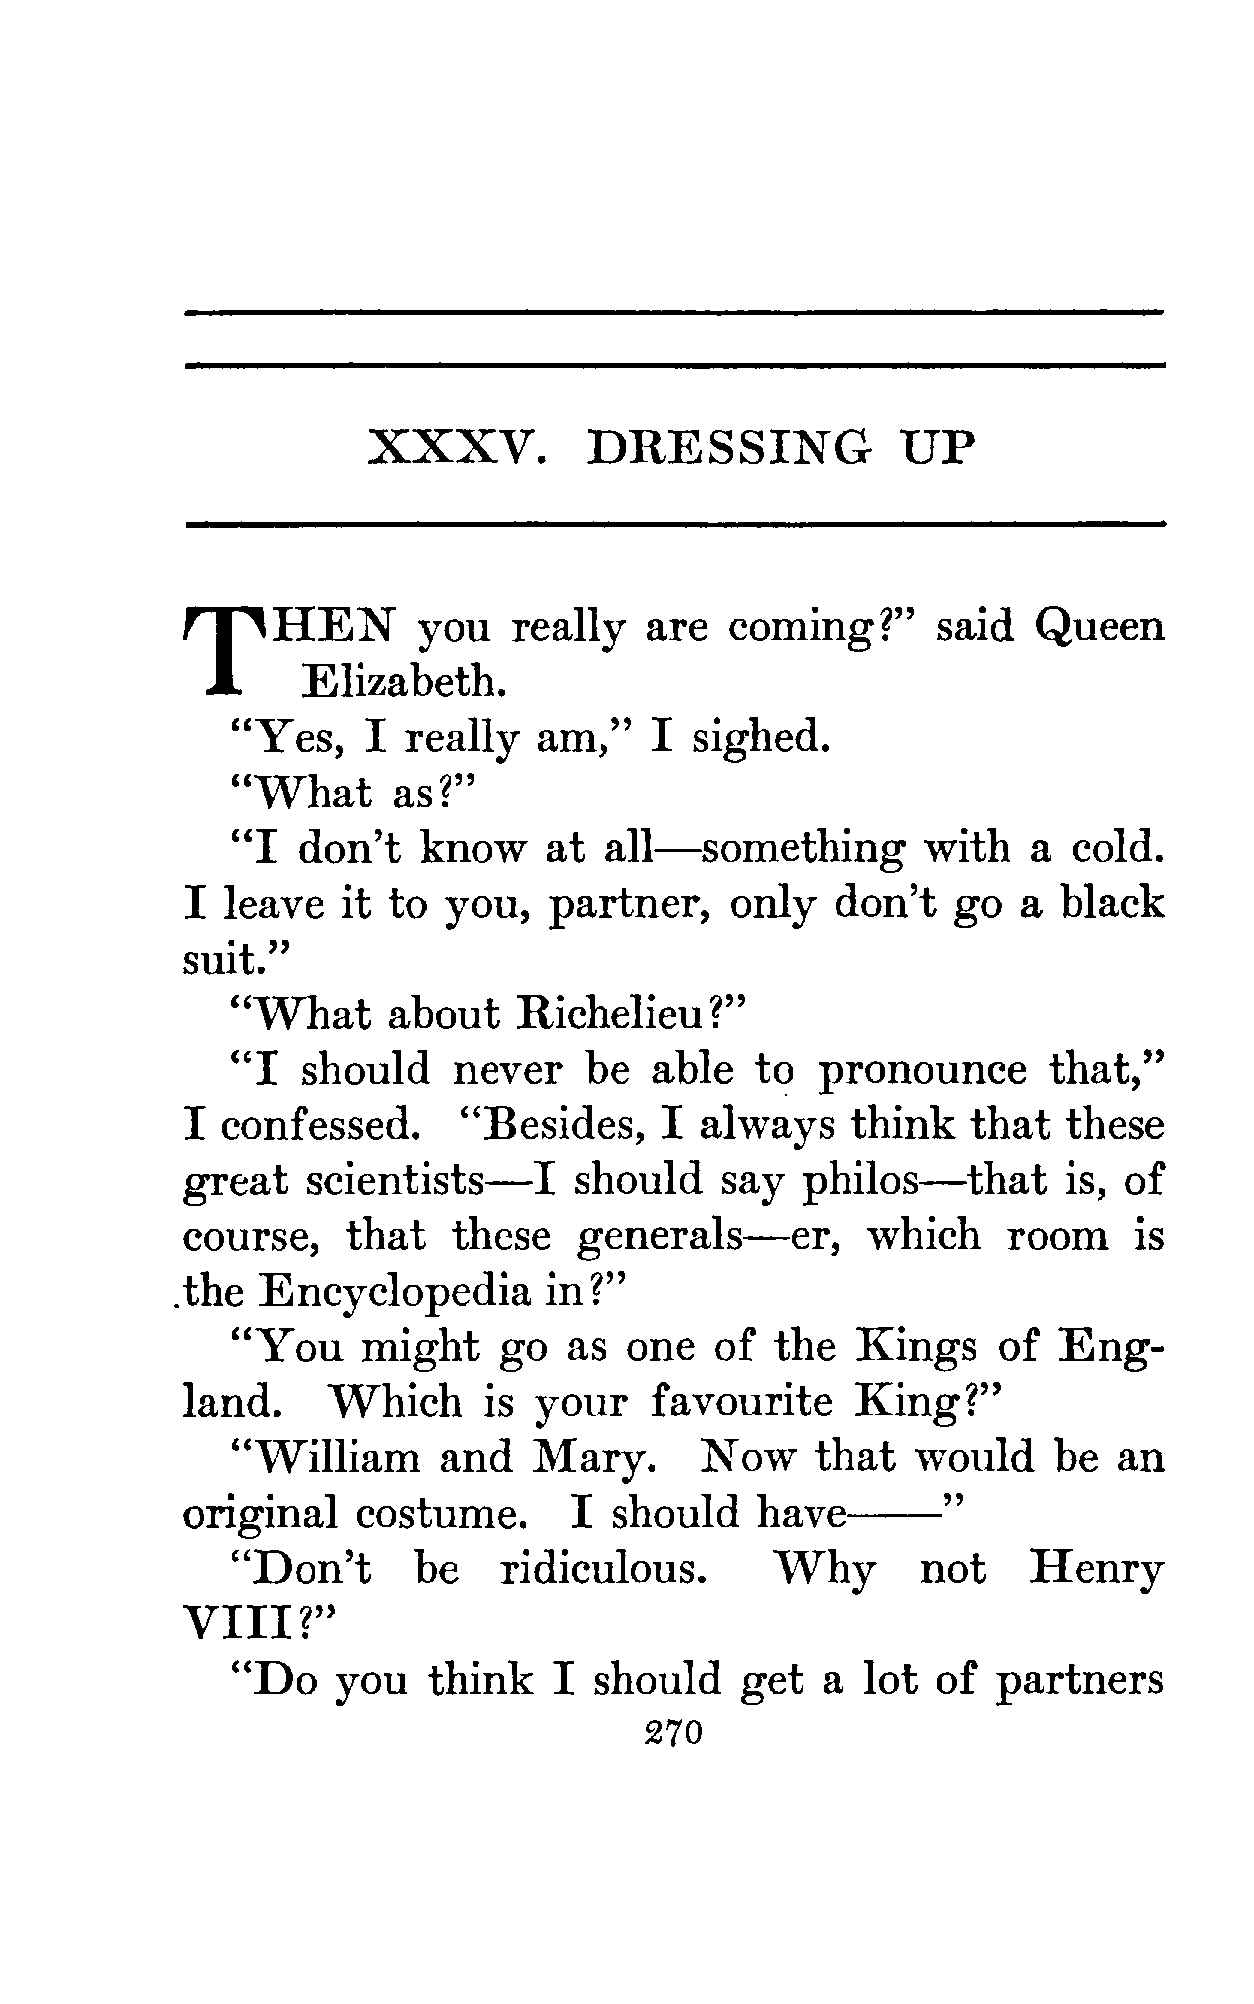 XXXV. DRESSING UP
THEN you really are coming?" said Queen
Elizabeth.
"Yes, I really am," I sighed.
"What as?"
"I don't know at all—something with a cold.
I leave it to you, partner, only don't go a black
suit."
"What about Richelieu?"
"I should never be able to pronounce that,"
I confessed. "Besides, I always think that these
great scientists—I should say philos—that is, of
course, that these generals—er, which room is
the Encyclopedia in?"
"You might go as one of the Kings of Eng-
land. Which is your favourite King?"
"William and Mary. Now that would be an
original costume. I should have——"
"Don't be ridiculous. Why not Henry
VIII?"
"Do you think I should get a lot of partners
270